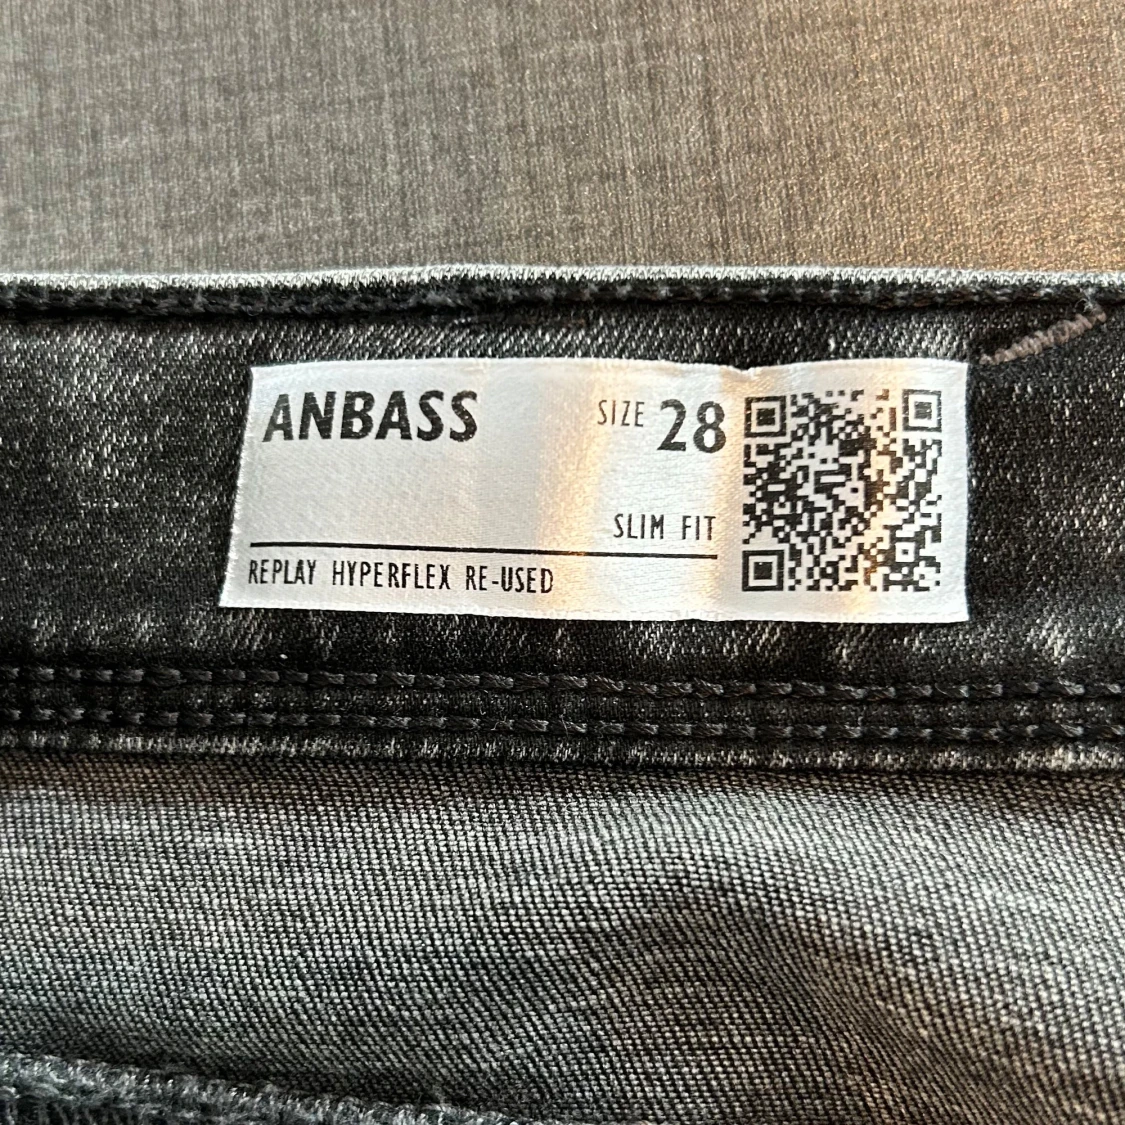 ANBASS
SIZE 28
SLIM FIT
REPLAY HYPERFLEX RE-USED